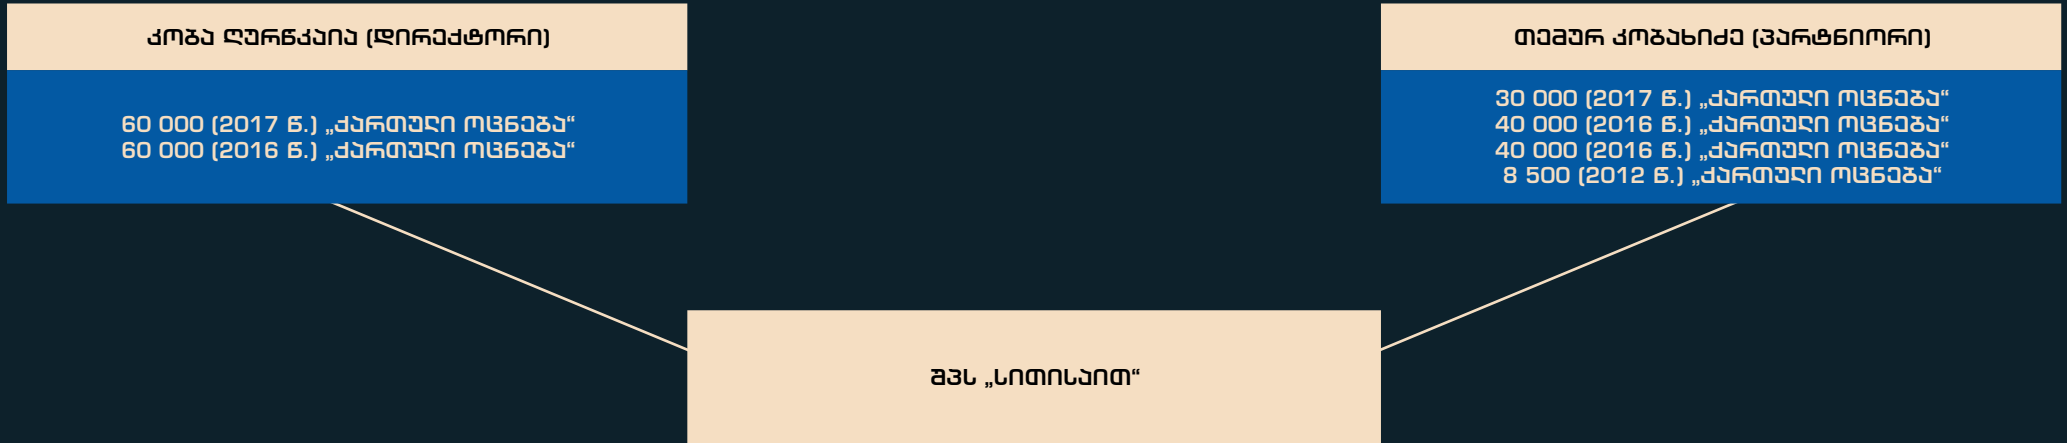 კობა ღურწკაია (დირექტორი)
60 000 (2017 წ.) „ქართული ოცნება“
60 000 (2016 წ.) „ქართული ოცნება“
თემურ კობახიძე (პარტნიორი)
30 000 (2017 წ.) „ქართული ოცნება“
40 000 (2016 წ.) „ქართული ოცნება“
40 000 (2016 წ.) „ქართული ოცნება“
8 500 (2012 წ.) „ქართული ოცნება“
შპს „სითისაით“